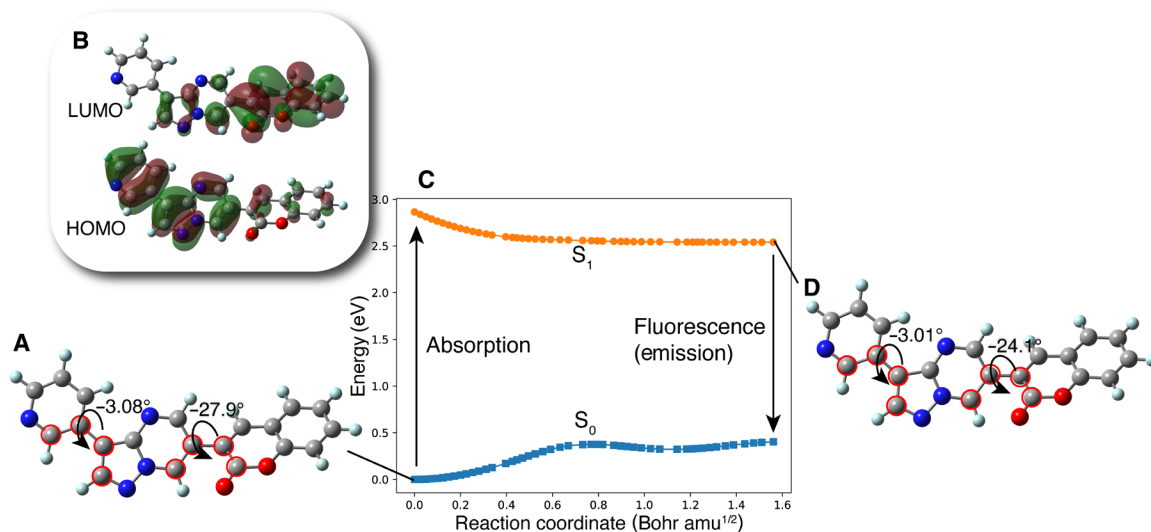 B
LUMO
HOMO
C
3.0
2.5
2.0
1.5
1.0
0.5
0.0
Energy (eV)
S1
S0
Absorption
Fluorescence
(emission)
0.0 0.2 0.4 0.6 0.8 1.0 1.2 1.4 1.6
Reaction coordinate (Bohr amu1/2)
A
−3.08°
−27.9°
D
−3.01°
−24.1°